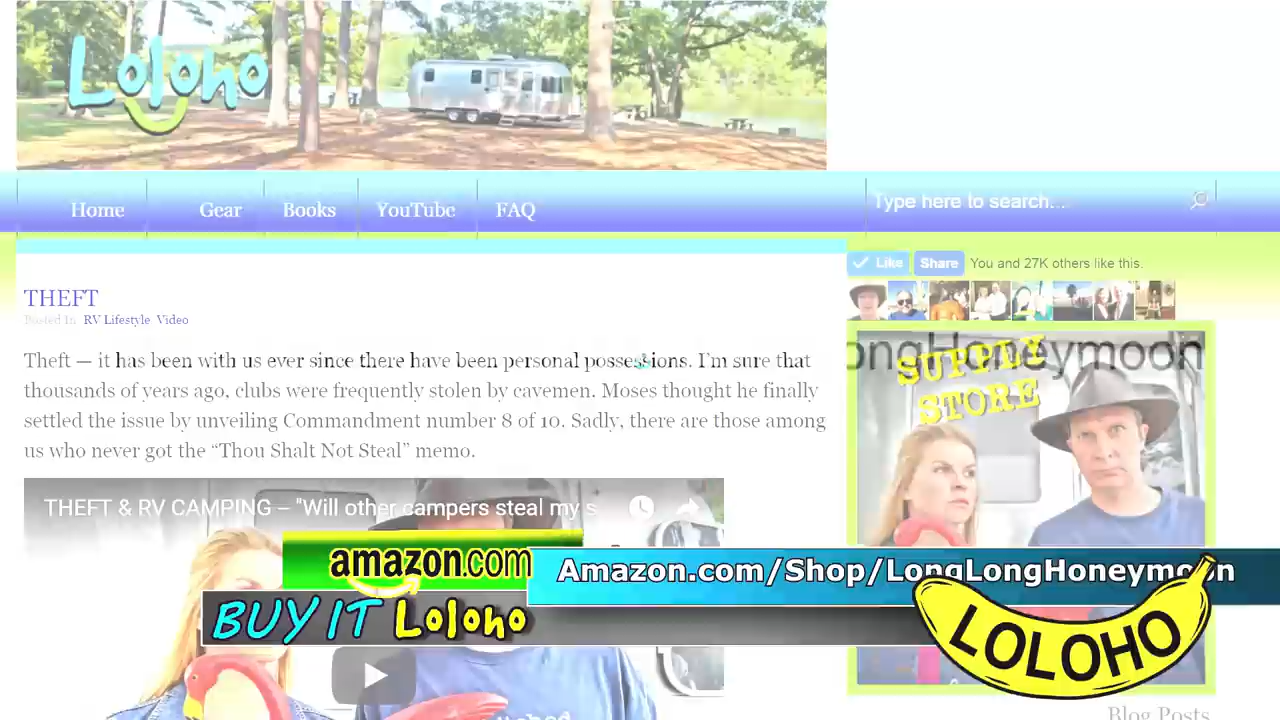 Loloho
Home Gear Books YouTube FAQ
Type here to search...
Like Share You and 27K others like this.
THEFT
Posted In RV Lifestyle Video
Theft — it has been with us ever since there have been personal possessions. I'm sure that
thousands of years ago, clubs were frequently stolen by cavemen. Moses thought he finally
settled the issue by unveiling Commandment number 8 of 10. Sadly, there are those among
us who never got the “Thou Shalt Not Steal” memo.
ongHoneymoon
SUPPLY
STORE
THEFT & RV CAMPING -- "Will other campers steal my s
amazon.com
Amazon.com/Shop/LongLongHoneymoon
BUY IT Loloho
LOLOHO
Blog Posts